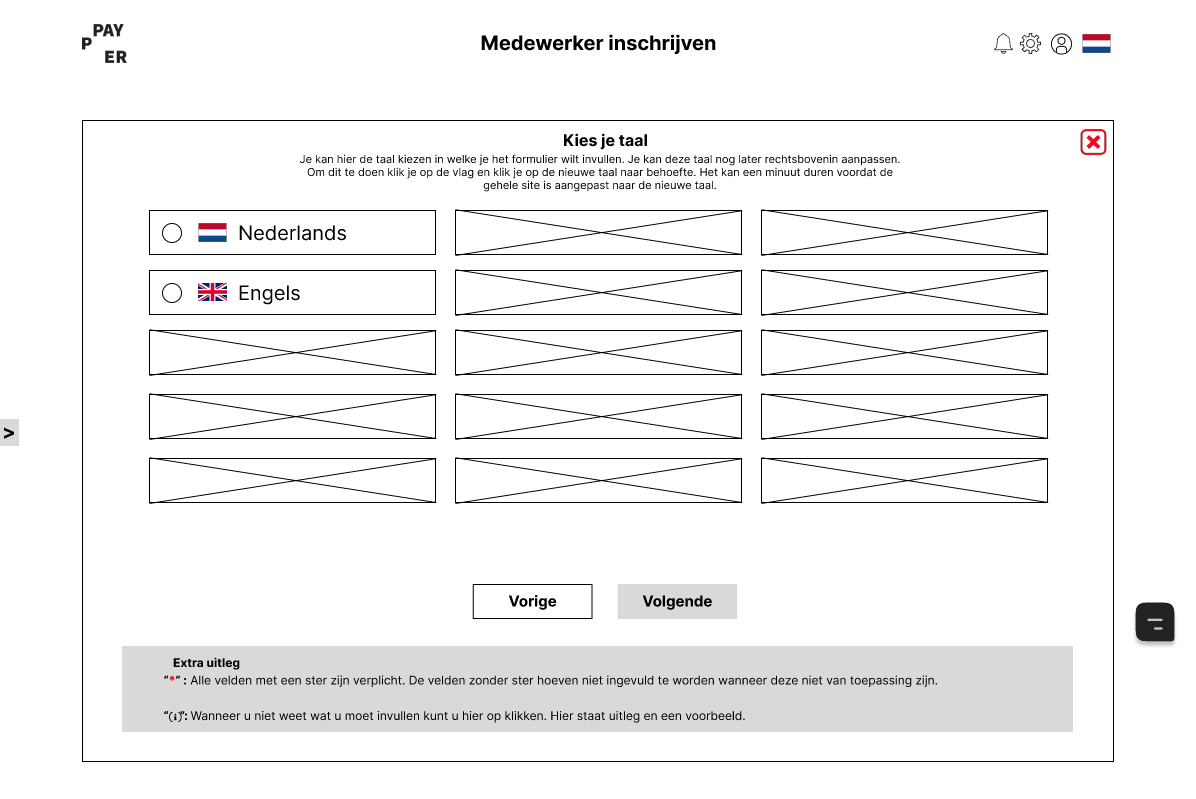 PAY
P
ER
Medewerker inschrijven
Kies je taal
Je kan hier de taal kiezen in welke je het formulier wilt invullen. Je kan deze taal nog later rechtsbovenin aanpassen.
Om dit te doen klik je op de vlag en klik je op de nieuwe taal naar behoefte. Het kan een minuut duren voordat de
gehele site is aangepast naar de nieuwe taal.
Nederlands
Engels
>
Vorige
Volgende
Extra uitleg
“*” : Alle velden met een ster zijn verplicht. De velden zonder ster hoeven niet ingevuld te worden wanneer deze niet van toepassing zijn.
“(i)”: Wanneer u niet weet wat u moet invullen kunt u hier op klikken. Hier staat uitleg en een voorbeeld.